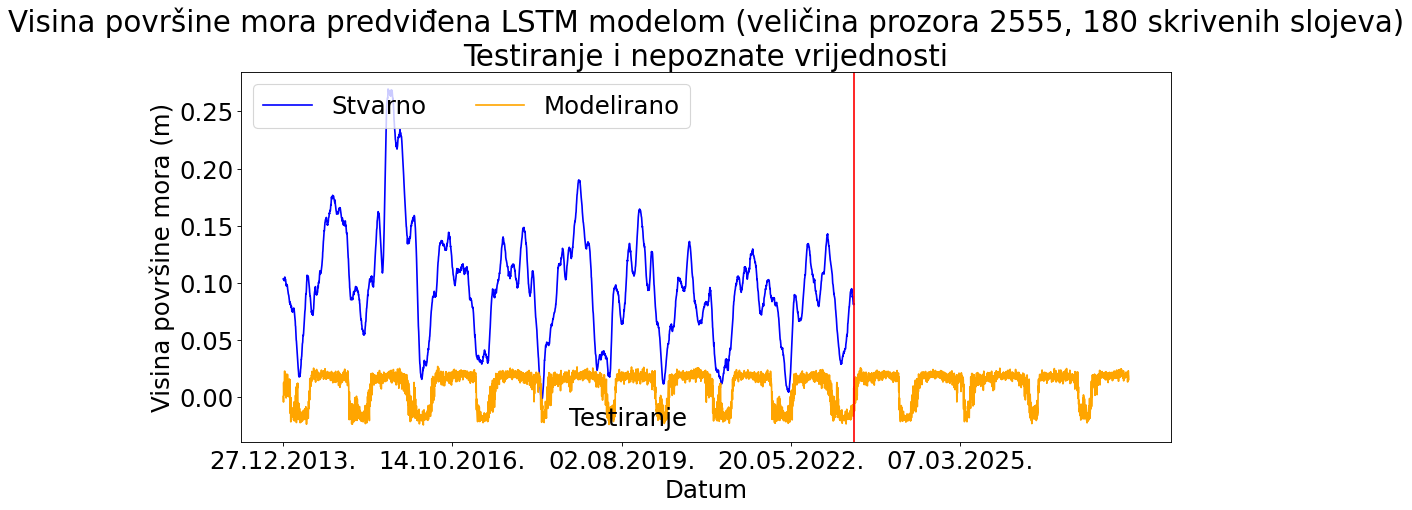 Visina površine mora predviđena LSTM modelom (veličina prozora 2555, 180 skrivenih slojeva)
Testiranje i nepoznate vrijednosti
Stvarno Modelirano
Visina površine mora (m)
0.25
0.20
0.15
0.10
0.05
0.00
Testiranje
27.12.2013. 14.10.2016. 02.08.2019. 20.05.2022. 07.03.2025.
Datum